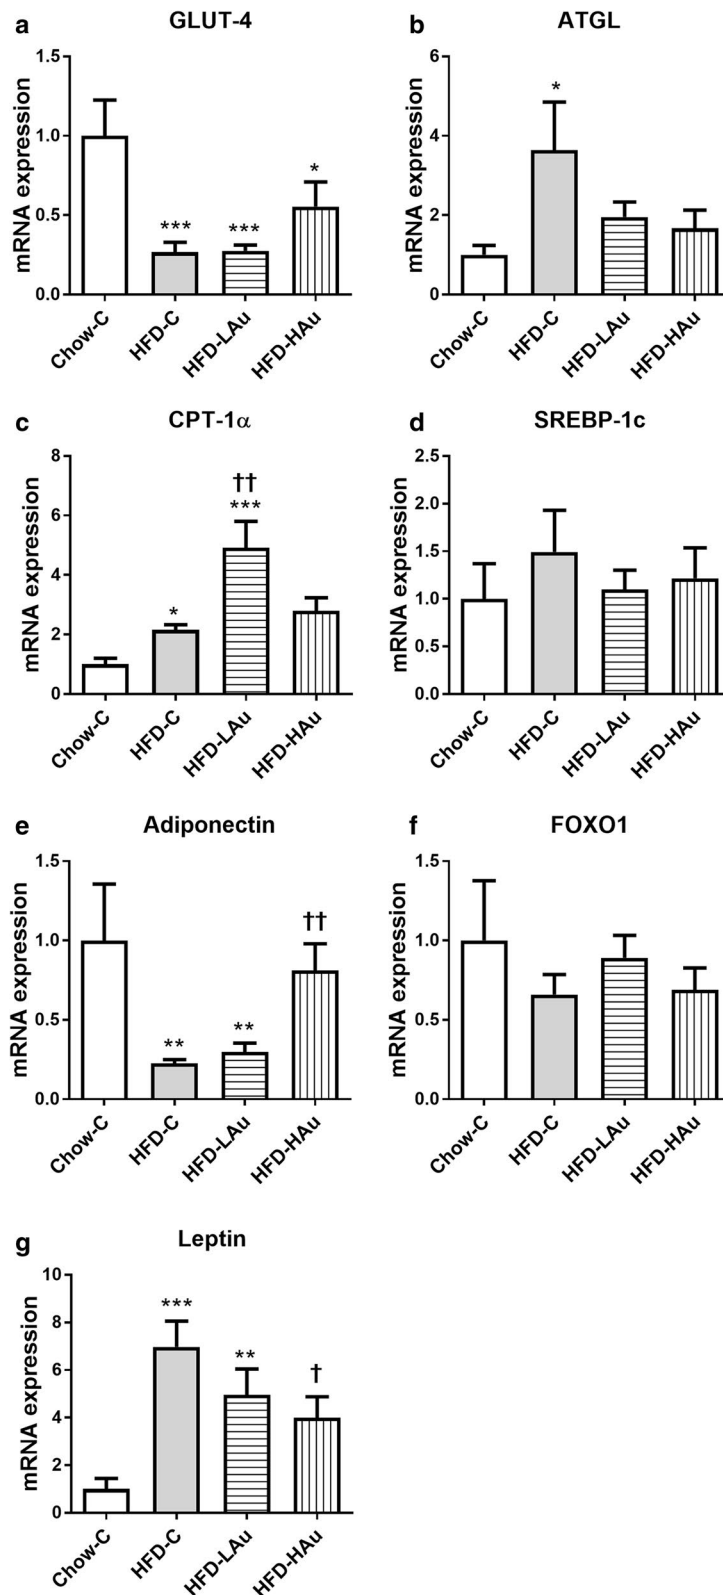 a GLUT-4
mRNA expression
1.5
1.0
0.5
0.0
***
***
*
Chow-C
HFD-C
HFD-LAu
HFD-HAu
b ATGL
mRNA expression
6
4
2
0
*
Chow-C
HFD-C
HFD-LAu
HFD-HAu
c CPT-1α
mRNA expression
8
6
4
2
0
*
††
***
Chow-C
HFD-C
HFD-LAu
HFD-HAu
d SREBP-1c
mRNA expression
2.5
2.0
1.5
1.0
0.5
0.0
Chow-C
HFD-C
HFD-LAu
HFD-HAu
e Adiponectin
mRNA expression
1.5
1.0
0.5
0.0
**
**
††
Chow-C
HFD-C
HFD-LAu
HFD-HAu
f FOXO1
mRNA expression
1.5
1.0
0.5
0.0
Chow-C
HFD-C
HFD-LAu
HFD-HAu
g Leptin
mRNA expression
10
8
6
4
2
0
***
**
†
Chow-C
HFD-C
HFD-LAu
HFD-HAu